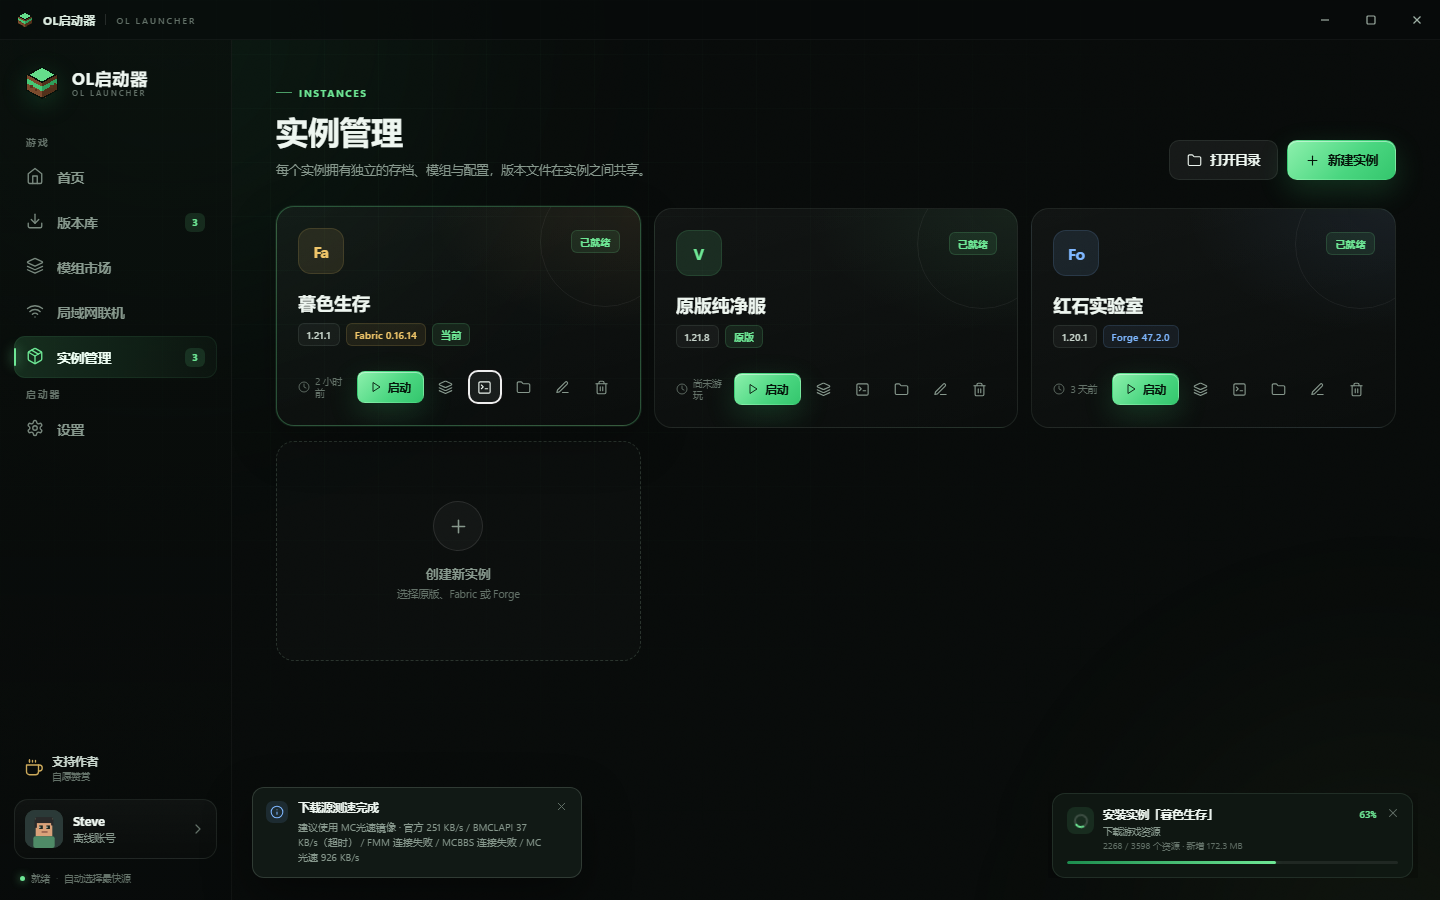 OL启动器 OL LAUNCHER
OL启动器
OL LAUNCHER
游戏
首页
版本库 3
模组市场
局域网联机
实例管理 3
启动器
设置
支持作者
自愿赞赏
Steve
离线账号
就绪 · 自动选择最快源
INSTANCES
实例管理
每个实例拥有独立的存档、模组与配置，版本文件在实例之间共享。
打开目录
新建实例
Fa
已就绪
暮色生存
1.21.1 Fabric 0.16.14 当前
2 小时
前
启动
V
已就绪
原版纯净服
1.21.8 原版
尚未游
玩
启动
Fo
已就绪
红石实验室
1.20.1 Forge 47.2.0
3 天前
启动
创建新实例
选择原版、Fabric 或 Forge
下载源测速完成
建议使用 MC光速镜像 · 官方 251 KB/s / BMCLAPI 37
KB/s（超时） / FMM 连接失败 / MCBBS 连接失败 / MC
光速 926 KB/s
安装实例「暮色生存」 63%
下载游戏资源
2268 / 3598 个资源 · 新增 172.3 MB